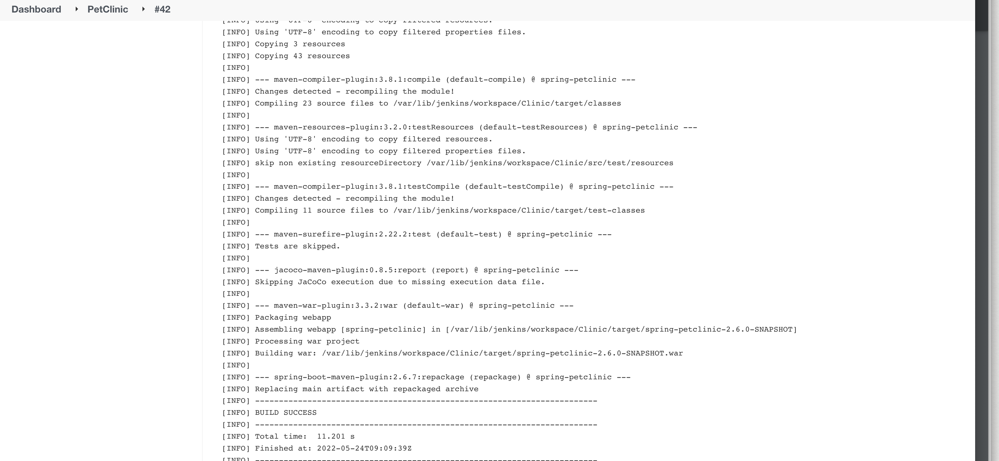 Dashboard ▸ PetClinic ▸ #42
[INFO] Using 'UTF-8' encoding to copy filtered resources.
[INFO] Using 'UTF-8' encoding to copy filtered properties files.
[INFO] Copying 3 resources
[INFO] Copying 43 resources
[INFO]
[INFO] --- maven-compiler-plugin:3.8.1:compile (default-compile) @ spring-petclinic ---
[INFO] Changes detected - recompiling the module!
[INFO] Compiling 23 source files to /var/lib/jenkins/workspace/Clinic/target/classes
[INFO]
[INFO] --- maven-resources-plugin:3.2.0:testResources (default-testResources) @ spring-petclinic ---
[INFO] Using 'UTF-8' encoding to copy filtered resources.
[INFO] Using 'UTF-8' encoding to copy filtered properties files.
[INFO] skip non existing resourceDirectory /var/lib/jenkins/workspace/Clinic/src/test/resources
[INFO]
[INFO] --- maven-compiler-plugin:3.8.1:testCompile (default-testCompile) @ spring-petclinic ---
[INFO] Changes detected - recompiling the module!
[INFO] Compiling 11 source files to /var/lib/jenkins/workspace/Clinic/target/test-classes
[INFO]
[INFO] --- maven-surefire-plugin:2.22.2:test (default-test) @ spring-petclinic ---
[INFO] Tests are skipped.
[INFO]
[INFO] --- jacoco-maven-plugin:0.8.5:report (report) @ spring-petclinic ---
[INFO] Skipping JaCoCo execution due to missing execution data file.
[INFO]
[INFO] --- maven-war-plugin:3.3.2:war (default-war) @ spring-petclinic ---
[INFO] Packaging webapp
[INFO] Assembling webapp [spring-petclinic] in [/var/lib/jenkins/workspace/Clinic/target/spring-petclinic-2.6.0-SNAPSHOT]
[INFO] Processing war project
[INFO] Building war: /var/lib/jenkins/workspace/Clinic/target/spring-petclinic-2.6.0-SNAPSHOT.war
[INFO]
[INFO] --- spring-boot-maven-plugin:2.6.7:repackage (repackage) @ spring-petclinic ---
[INFO] Replacing main artifact with repackaged archive
[INFO] ------------------------------------------------------------------------
[INFO] BUILD SUCCESS
[INFO] ------------------------------------------------------------------------
[INFO] Total time:  11.201 s
[INFO] Finished at: 2022-05-24T09:09:39Z
[INFO] ------------------------------------------------------------------------